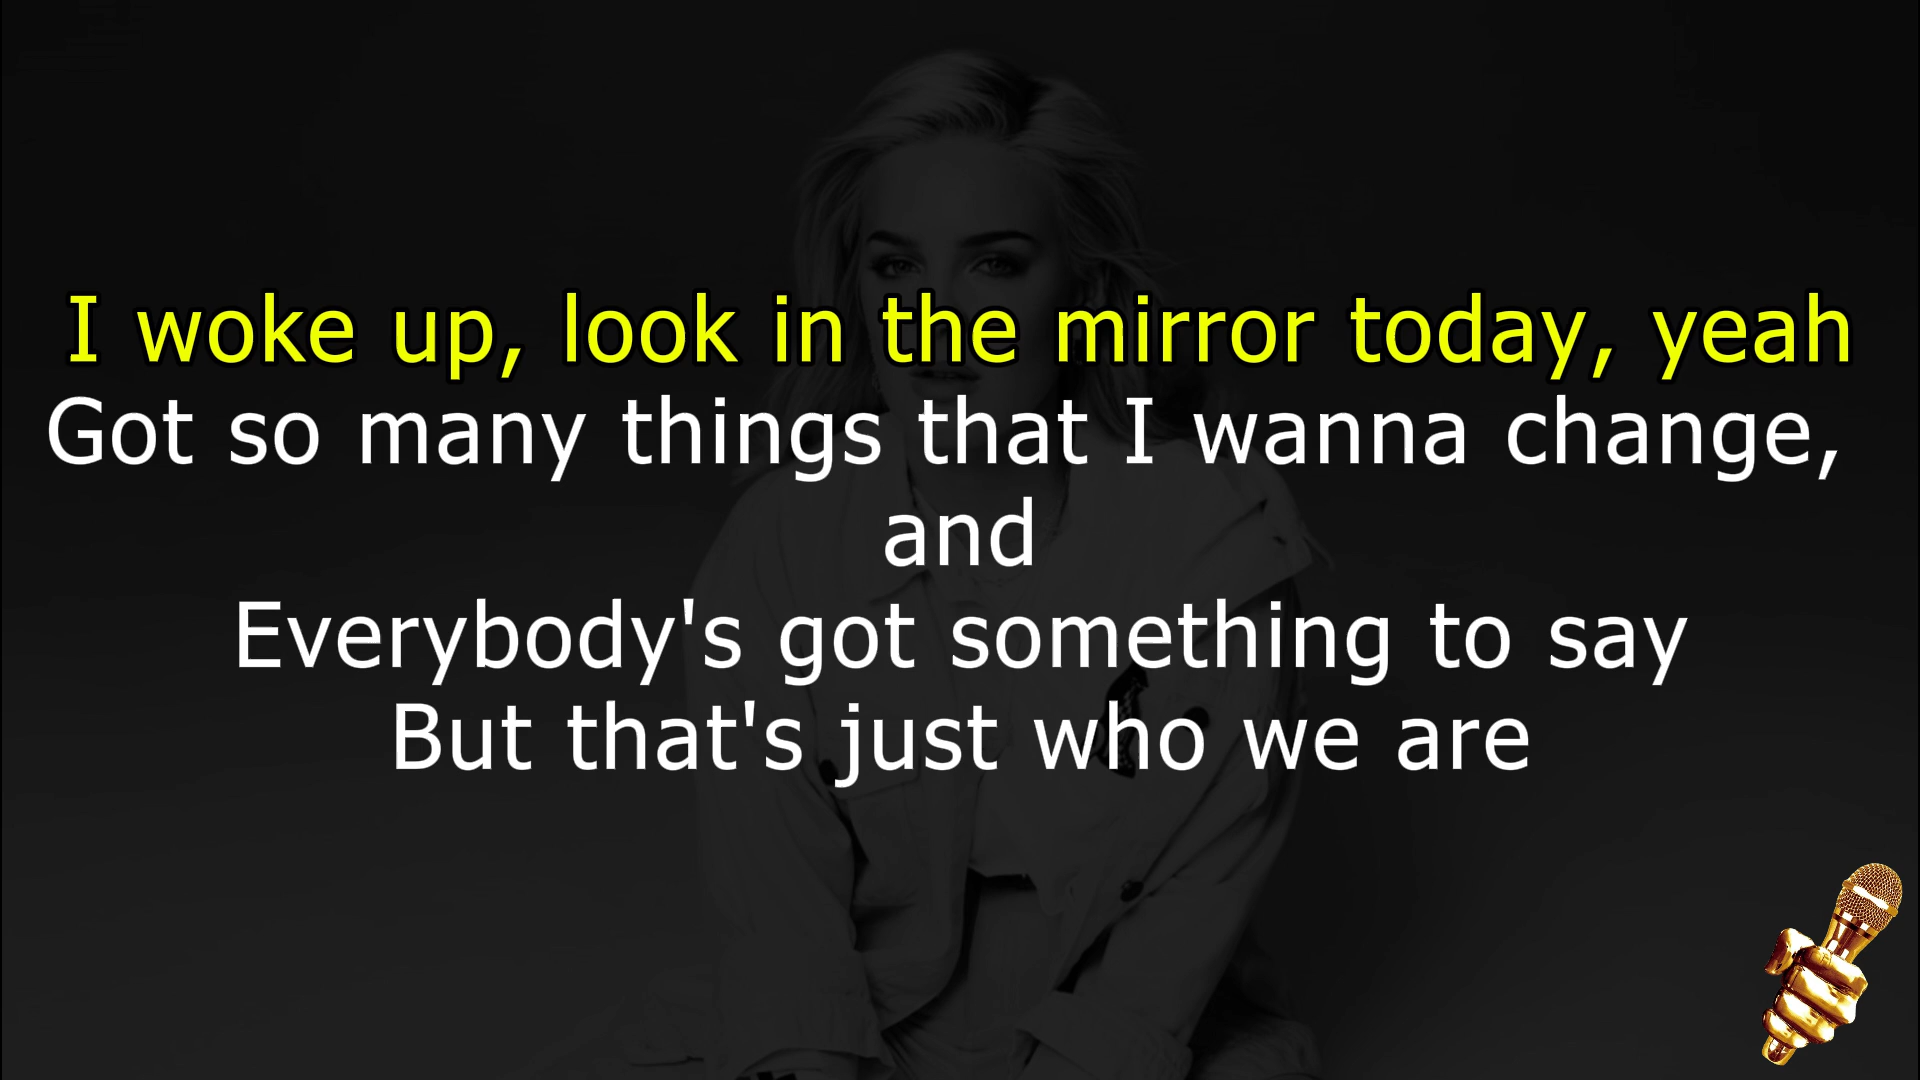 I woke up, look in the mirror today, yeah
Got so many things that I wanna change,
and
Everybody's got something to say
But that's just who we are